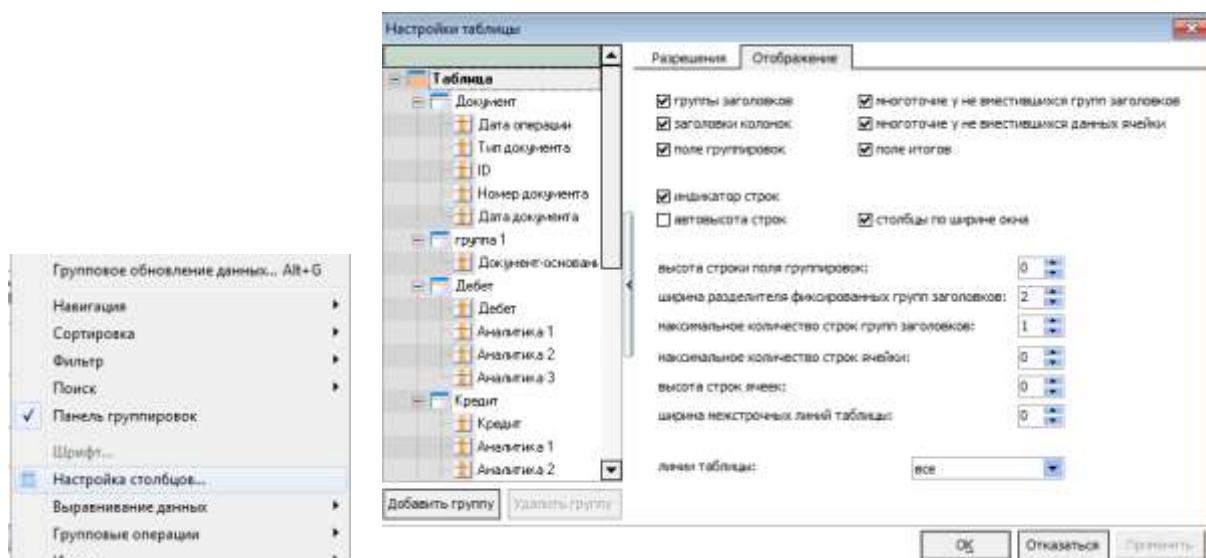 Групповое обновление данных... Alt+G
Навигация
Сортировка
Фильтр
Поиск
Панель группировок
Шрифт...
Настройка столбцов...
Выравнивание данных
Групповые операции
Настройки таблицы
Таблица
Документ
Дата операции
Тип документа
ID
Номер документа
Дата документа
группа 1
Документ-основан
Дебет
Дебет
Аналитика 1
Аналитика 2
Аналитика 3
Кредит
Кредит
Аналитика 1
Аналитика 2
Добавить группу Удалить группу
Разрешения Отображение
группы заголовков многоточие у не вместившихся групп заголовков
заголовки колонок многоточие у не вместившихся данных ячейки
поле группировок поле итогов
индикатор строк
автовысота строк столбцы по ширине окна
высота строки поля группировок: 0
ширина разделителя фиксированных групп заголовков: 2
максимальное количество строк групп заголовков: 1
максимальное количество строк ячейки: 0
высота строк ячеек: 0
ширина межстрочных линий таблицы: 0
линии таблицы: все
OK Отказаться Применить